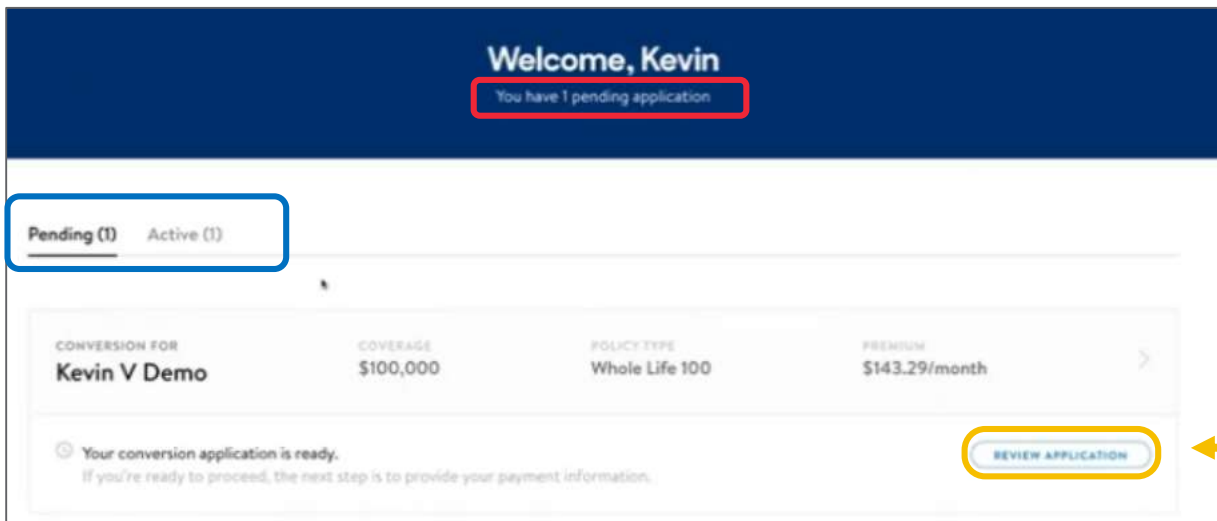 Welcome, Kevin
You have 1 pending application
Pending (1) Active (1)
CONVERSION FOR COVERAGE POLICY TYPE PREMIUM
Kevin V Demo $100,000 Whole Life 100 $143.29/month
Your conversion application is ready.
If you're ready to proceed, the next step is to provide your payment information.
REVIEW APPLICATION